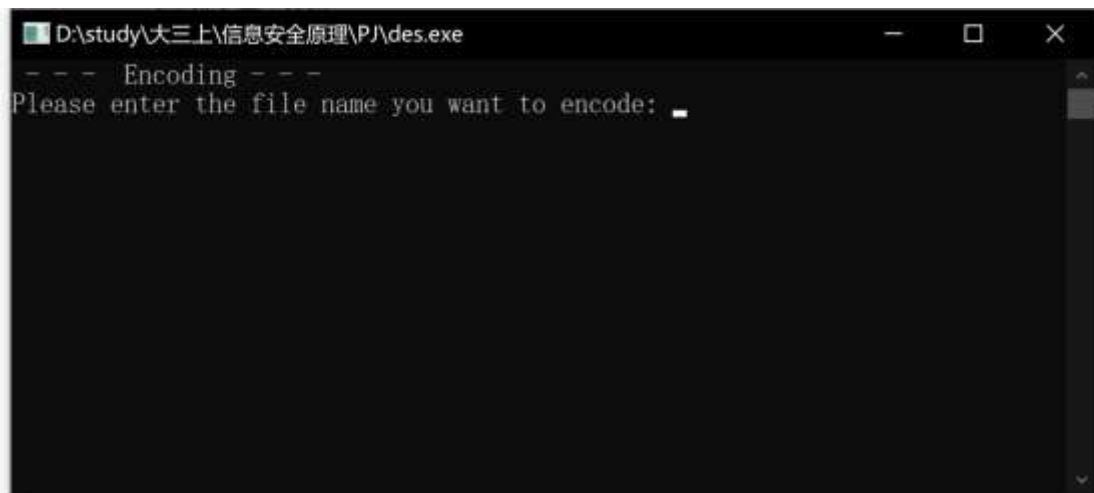 D:\study\大三上\信息安全原理\PJ\des.exe
- - -  Encoding - - -
Please enter the file name you want to encode: